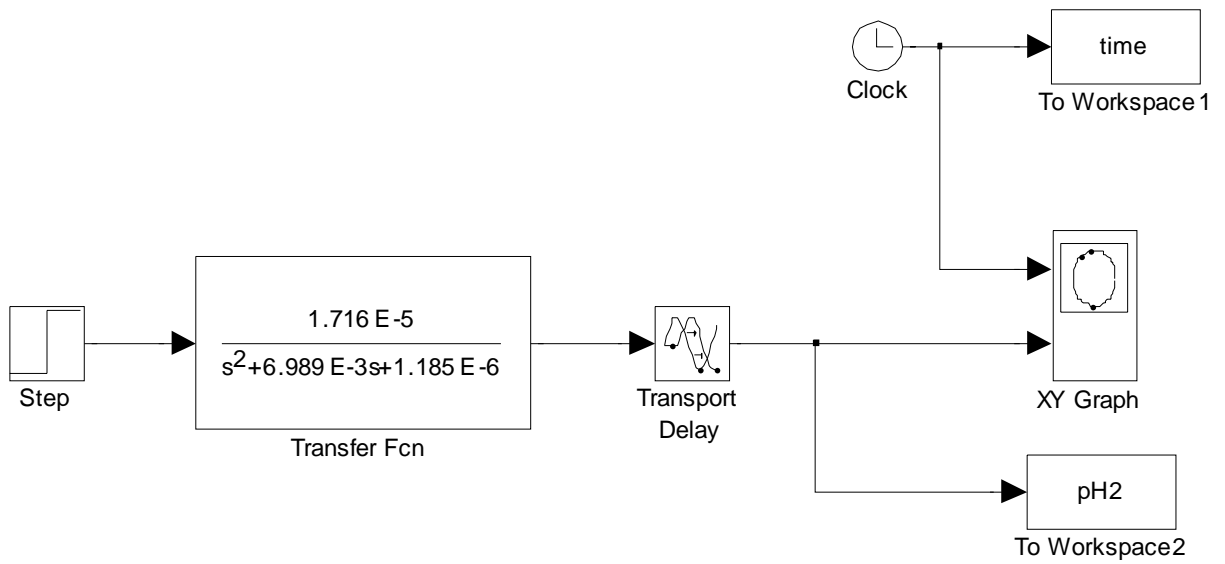 time
Clock
To Workspace1
1.716 E-5
s2+6.989 E-3s+1.185 E-6
Step
Transfer Fcn
Transport
Delay
XY Graph
pH2
To Workspace2